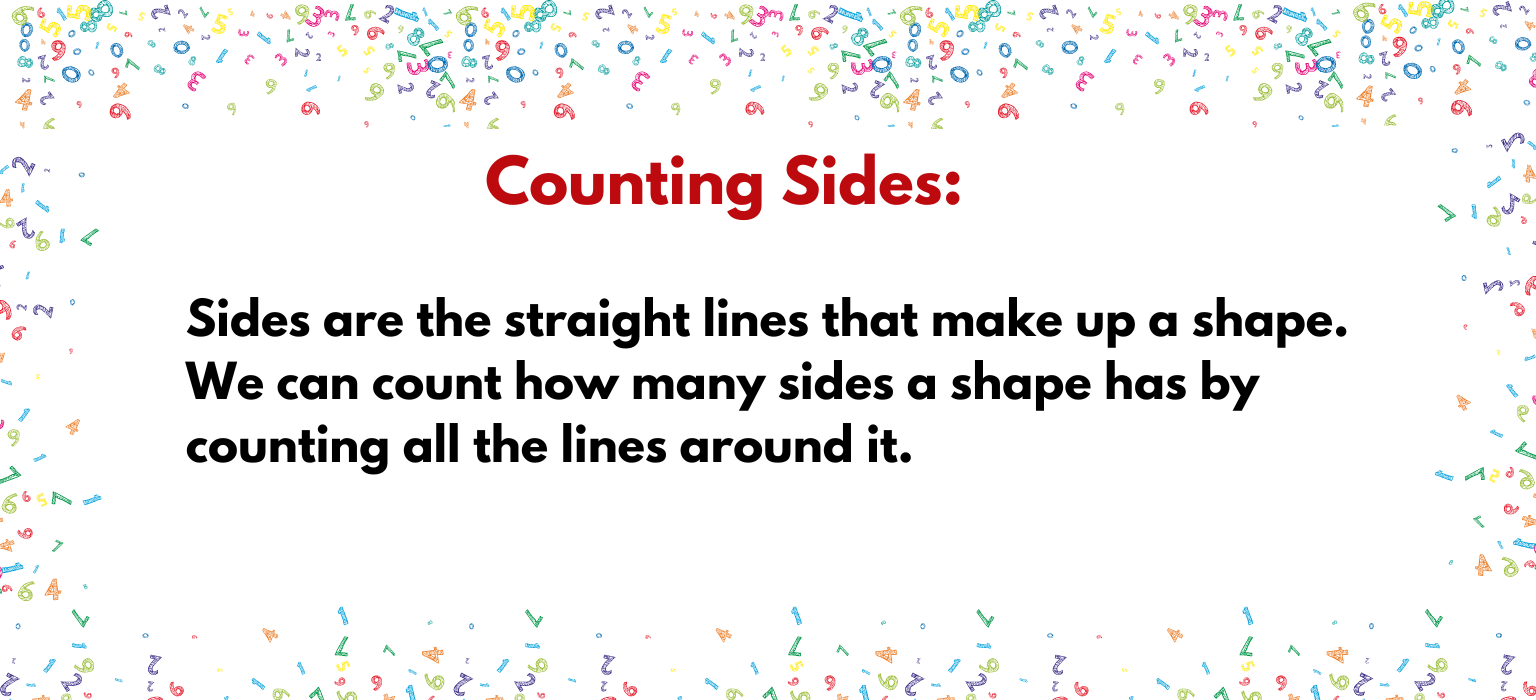 Counting Sides:
Sides are the straight lines that make up a shape.
We can count how many sides a shape has by
counting all the lines around it.